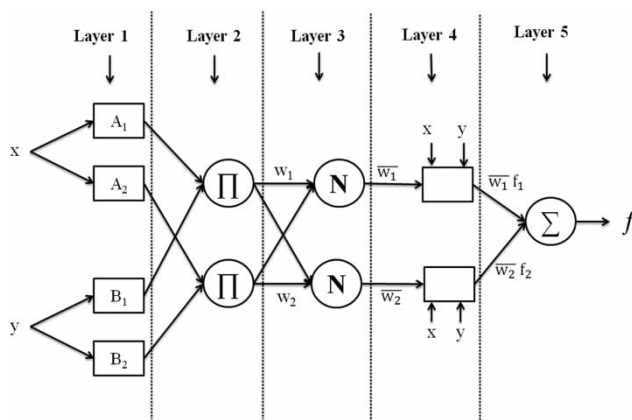 Layer 1 Layer 2 Layer 3 Layer 4 Layer 5
A₁
x y
x
A₂
∏ w₁ N w̅₁̅
w̅₁̅ f₁
∑ f
B₁
∏ w₂ N w̅₂̅
w̅₂̅ f₂
y
B₂
x y